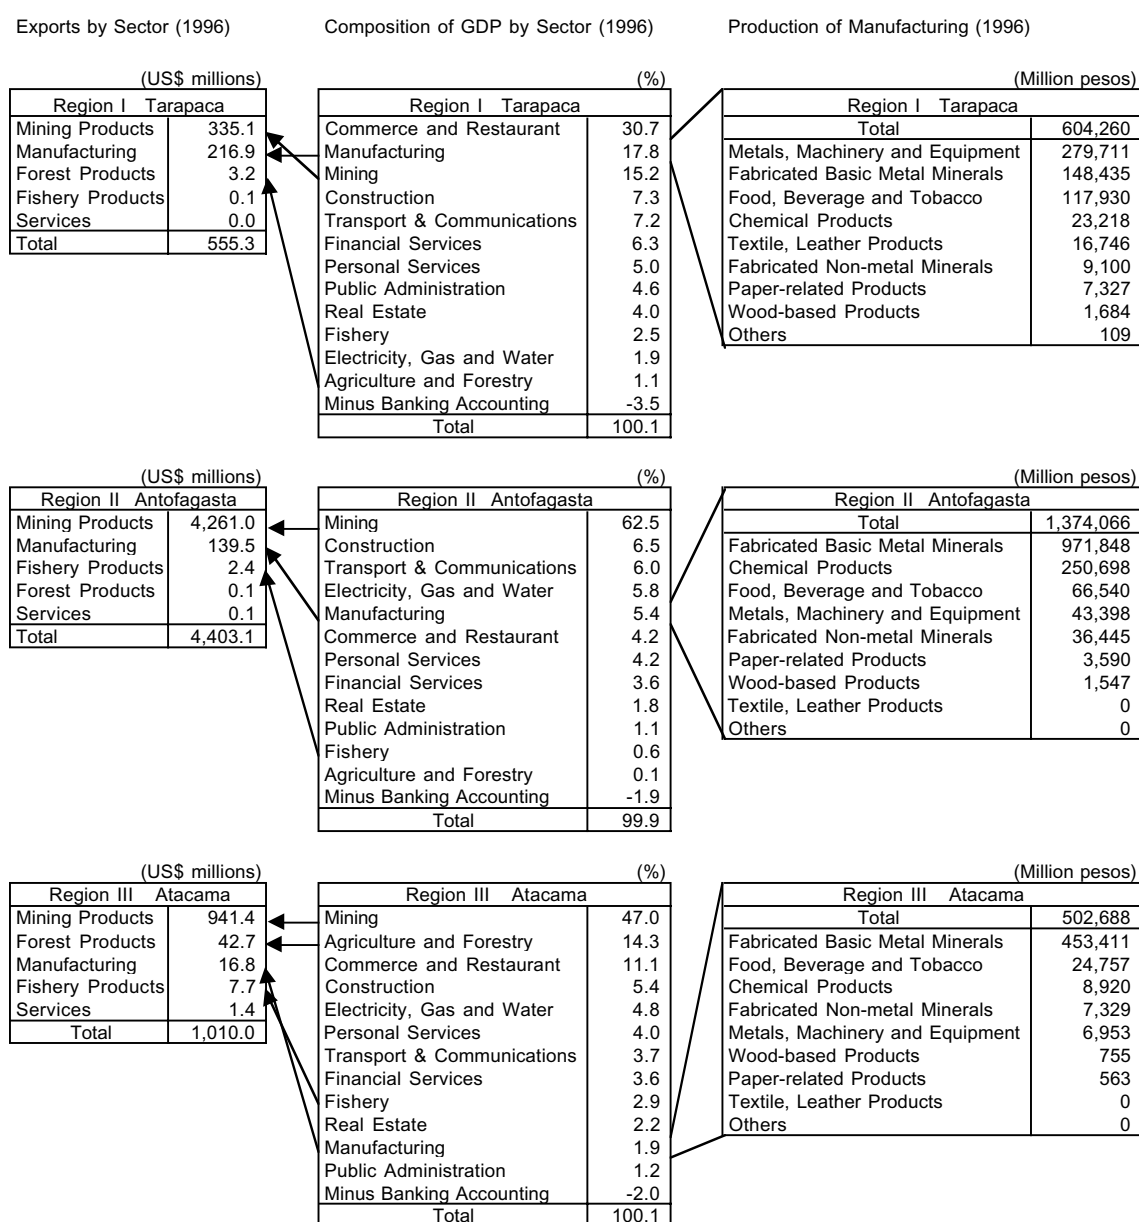 Exports by Sector (1996)
Composition of GDP by Sector (1996)
Production of Manufacturing (1996)
(US$ millions)
Region I Tarapaca
Mining Products 335.1
Manufacturing 216.9
Forest Products 3.2
Fishery Products 0.1
Services 0.0
Total 555.3
(%)
Region I Tarapaca
Commerce and Restaurant 30.7
Manufacturing 17.8
Mining 15.2
Construction 7.3
Transport & Communications 7.2
Financial Services 6.3
Personal Services 5.0
Public Administration 4.6
Real Estate 4.0
Fishery 2.5
Electricity, Gas and Water 1.9
Agriculture and Forestry 1.1
Minus Banking Accounting -3.5
Total 100.1
(Million pesos)
Region I Tarapaca
Total 604,260
Metals, Machinery and Equipment 279,711
Fabricated Basic Metal Minerals 148,435
Food, Beverage and Tobacco 117,930
Chemical Products 23,218
Textile, Leather Products 16,746
Fabricated Non-metal Minerals 9,100
Paper-related Products 7,327
Wood-based Products 1,684
Others 109
(US$ millions)
Region II Antofagasta
Mining Products 4,261.0
Manufacturing 139.5
Fishery Products 2.4
Forest Products 0.1
Services 0.1
Total 4,403.1
(%)
Region II Antofagasta
Mining 62.5
Construction 6.5
Transport & Communications 6.0
Electricity, Gas and Water 5.8
Manufacturing 5.4
Commerce and Restaurant 4.2
Personal Services 4.2
Financial Services 3.6
Real Estate 1.8
Public Administration 1.1
Fishery 0.6
Agriculture and Forestry 0.1
Minus Banking Accounting -1.9
Total 99.9
(Million pesos)
Region II Antofagasta
Total 1,374,066
Fabricated Basic Metal Minerals 971,848
Chemical Products 250,698
Food, Beverage and Tobacco 66,540
Metals, Machinery and Equipment 43,398
Fabricated Non-metal Minerals 36,445
Paper-related Products 3,590
Wood-based Products 1,547
Textile, Leather Products 0
Others 0
(US$ millions)
Region III Atacama
Mining Products 941.4
Forest Products 42.7
Manufacturing 16.8
Fishery Products 7.7
Services 1.4
Total 1,010.0
(%)
Region III Atacama
Mining 47.0
Agriculture and Forestry 14.3
Commerce and Restaurant 11.1
Construction 5.4
Electricity, Gas and Water 4.8
Personal Services 4.0
Transport & Communications 3.7
Financial Services 3.6
Fishery 2.9
Real Estate 2.2
Manufacturing 1.9
Public Administration 1.2
Minus Banking Accounting -2.0
Total 100.1
(Million pesos)
Region III Atacama
Total 502,688
Fabricated Basic Metal Minerals 453,411
Food, Beverage and Tobacco 24,757
Chemical Products 8,920
Fabricated Non-metal Minerals 7,329
Metals, Machinery and Equipment 6,953
Wood-based Products 755
Paper-related Products 563
Textile, Leather Products 0
Others 0